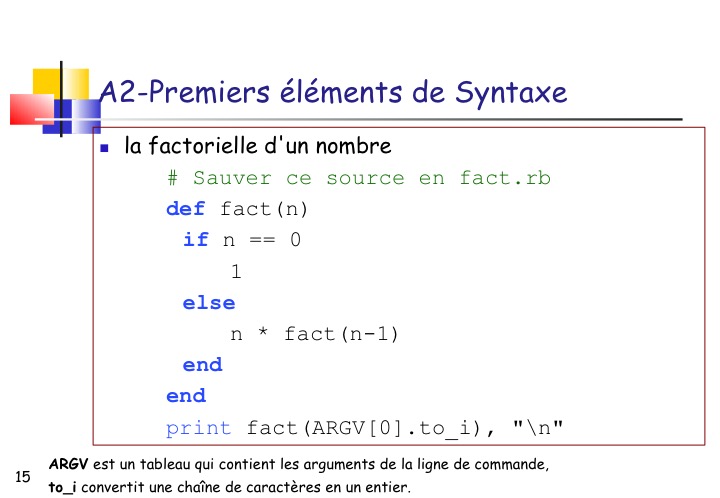 A2-Premiers éléments de Syntaxe
la factorielle d'un nombre
# Sauver ce source en fact.rb
def fact(n)
if n == 0
1
else
n * fact(n-1)
end
end
print fact(ARGV[0].to_i), "\n"
ARGV est un tableau qui contient les arguments de la ligne de commande,
15
to_i convertit une chaîne de caractères en un entier.